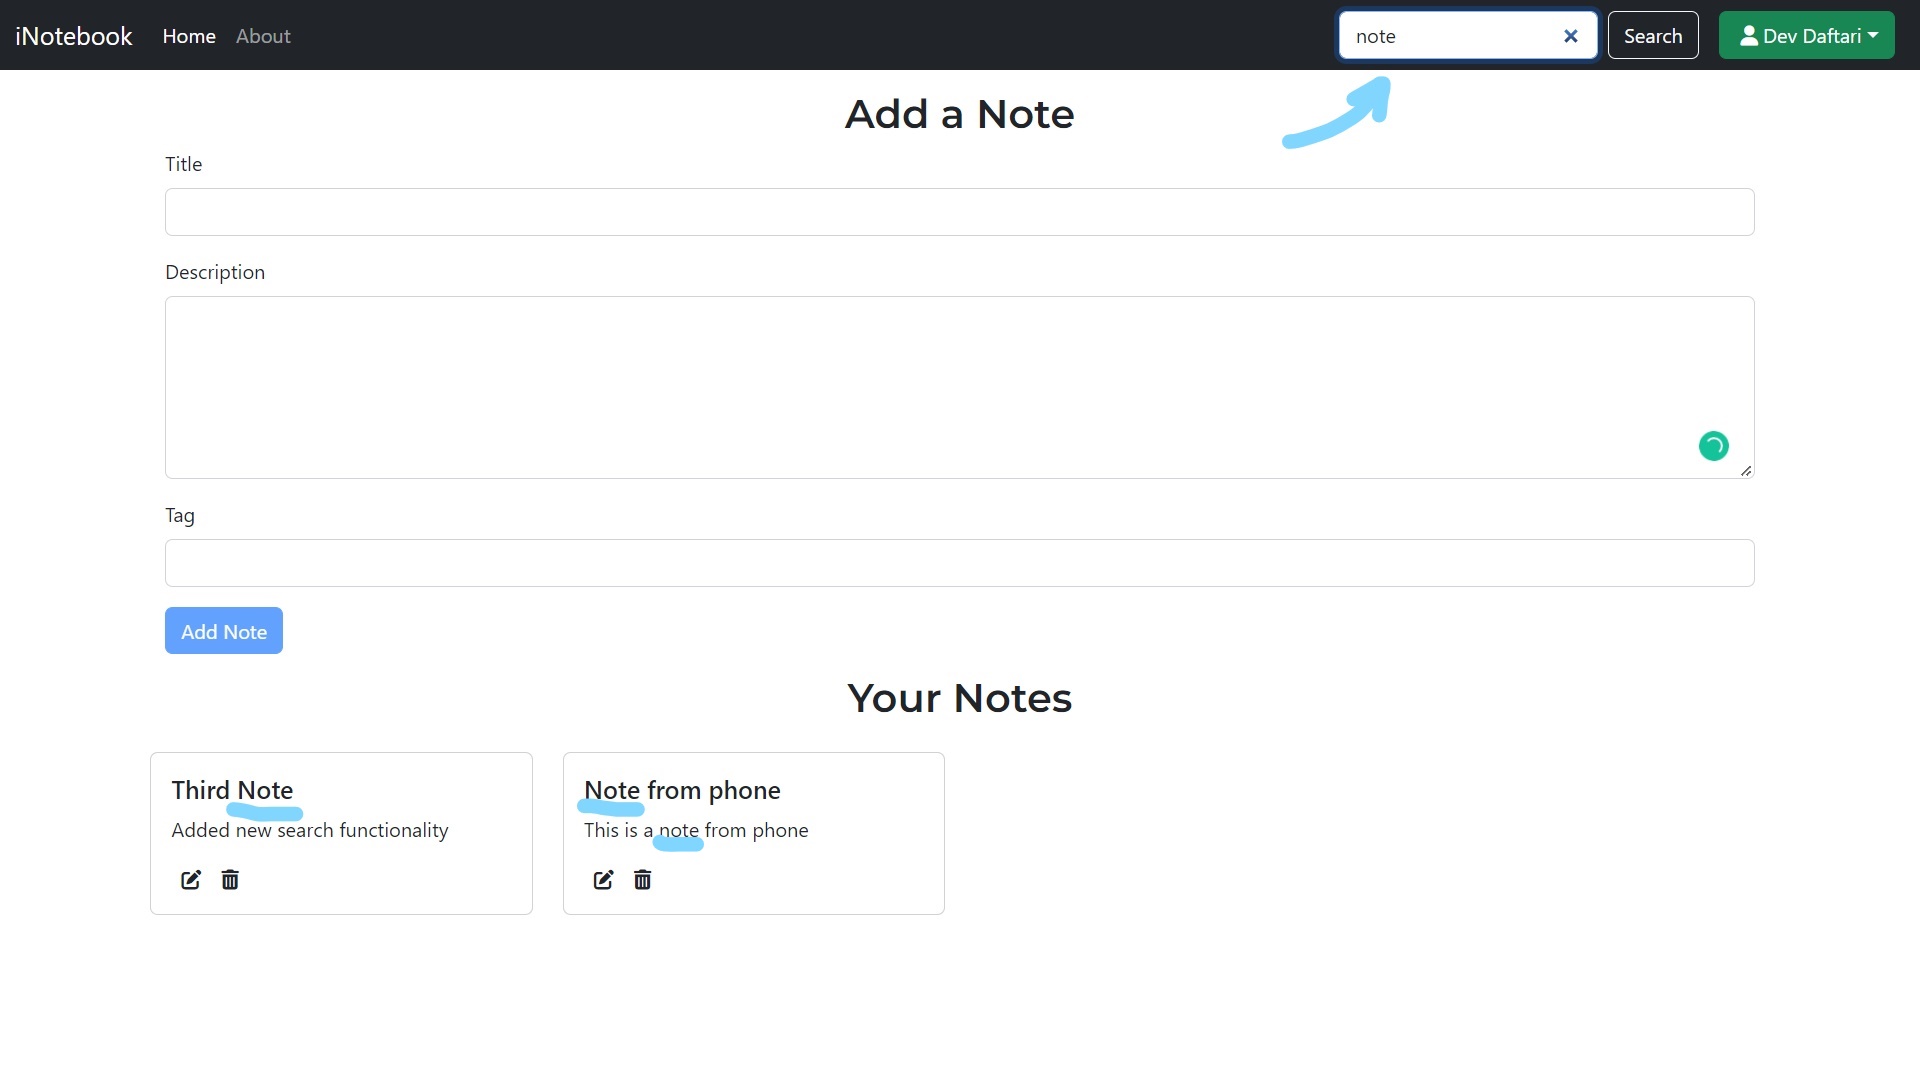 iNotebook Home About note Search Dev Daftari
Add a Note
Title
Description
Tag
Add Note
Your Notes
Third Note
Added new search functionality
Note from phone
This is a note from phone